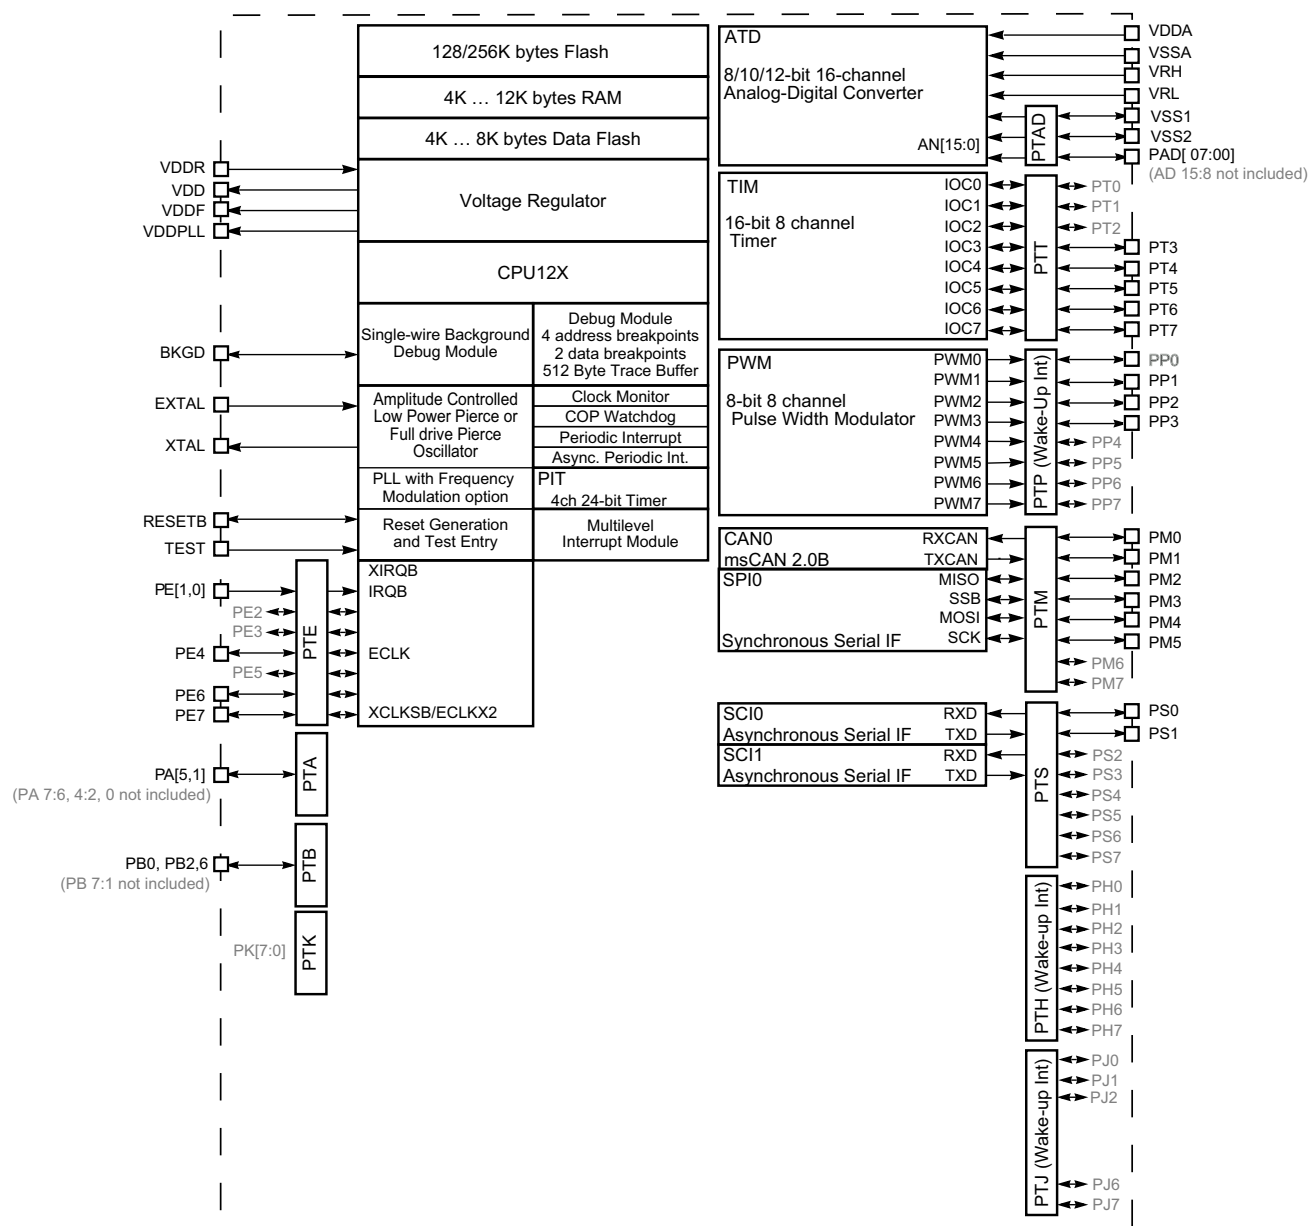 128/256K bytes Flash
4K … 12K bytes RAM
4K … 8K bytes Data Flash
VDDR
VDD
VDDF
VDDPLL
Voltage Regulator
CPU12X
BKGD
Single-wire Background
Debug Module
Debug Module
4 address breakpoints
2 data breakpoints
512 Byte Trace Buffer
EXTAL
XTAL
Amplitude Controlled
Low Power Pierce or
Full drive Pierce
Oscillator
Clock Monitor
COP Watchdog
Periodic Interrupt
Async. Periodic Int.
PLL with Frequency
Modulation option
PIT
4ch 24-bit Timer
RESETB
TEST
Reset Generation
and Test Entry
Multilevel
Interrupt Module
PE[1,0]
PE2
PE3
PE4
PE5
PE6
PE7
PTE
XIRQB
IRQB
ECLK
XCLKSB/ECLKX2
PA[5,1]
(PA 7:6, 4:2, 0 not included)
PTA
PB0, PB2,6
(PB 7:1 not included)
PTB
PK[7:0]
PTK
ATD
8/10/12-bit 16-channel
Analog-Digital Converter
AN[15:0]
PTAD
VDDA
VSSA
VRH
VRL
VSS1
VSS2
PAD[ 07:00]
(AD 15:8 not included)
TIM
16-bit 8 channel
Timer
IOC0
IOC1
IOC2
IOC3
IOC4
IOC5
IOC6
IOC7
PTT
PT0
PT1
PT2
PT3
PT4
PT5
PT6
PT7
PWM
8-bit 8 channel
Pulse Width Modulator
PWM0
PWM1
PWM2
PWM3
PWM4
PWM5
PWM6
PWM7
PTP (Wake-Up Int)
PP0
PP1
PP2
PP3
PP4
PP5
PP6
PP7
CAN0
msCAN 2.0B
RXCAN
TXCAN
SPI0
Synchronous Serial IF
MISO
SSB
MOSI
SCK
PTM
PM0
PM1
PM2
PM3
PM4
PM5
PM6
PM7
SCI0
Asynchronous Serial IF
RXD
TXD
SCI1
Asynchronous Serial IF
RXD
TXD
PTS
PS0
PS1
PS2
PS3
PS4
PS5
PS6
PS7
PTH (Wake-up Int)
PH0
PH1
PH2
PH3
PH4
PH5
PH6
PH7
PTJ (Wake-up Int)
PJ0
PJ1
PJ2
PJ6
PJ7